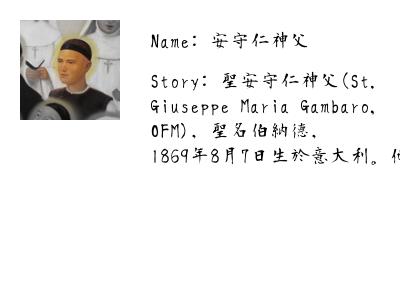 Name: 安守仁神父
Story: 聖安守仁神父(St.
Giuseppe Maria Gambaro,
OFM), 聖名伯納德,
1869年8月7日生於意大利。